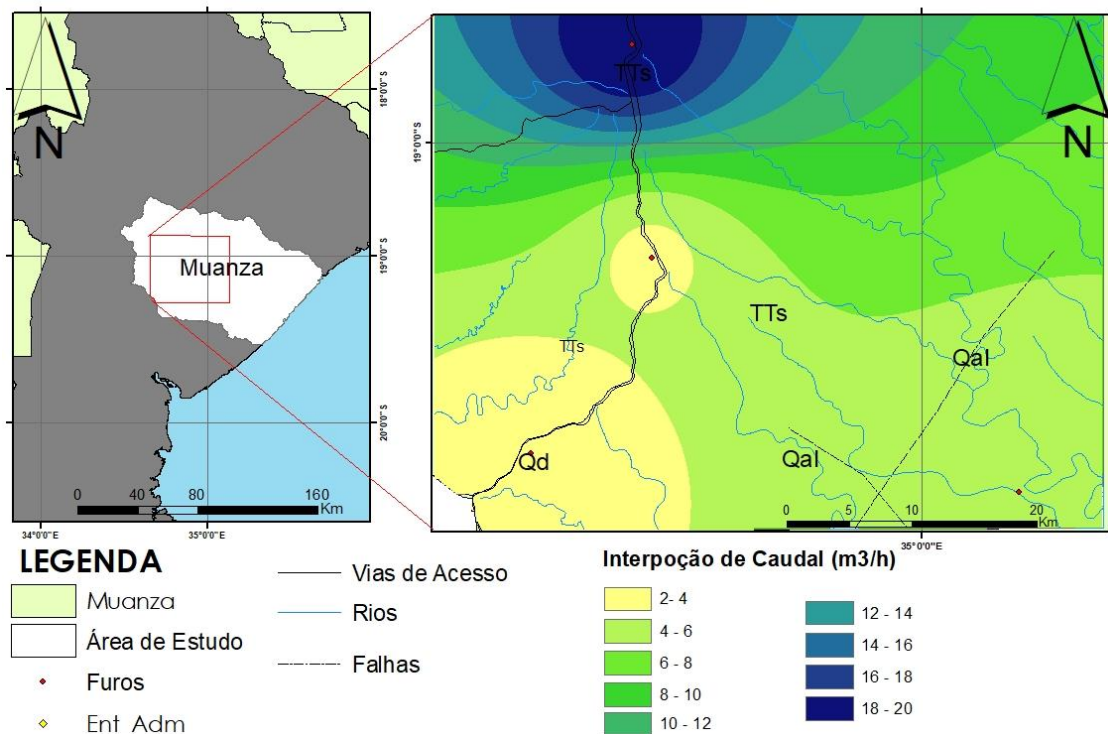 N
18°0'0"S
19°0'0"S
20°0'0"S
Muanza
0 40 80 160
Km
34°0'0"E
35°0'0"E
TTs
N
19°0'0"S
TTs
TTs
Qal
Qal
Qd
0 5 10 20
Km
35°0'0"E
LEGENDA
Muanza
Área de Estudo
Furos
Ent_Adm
Vias de Acesso
Rios
Falhas
Interpoção de Caudal (m3/h)
2- 4
4 - 6
6 - 8
8 - 10
10 - 12
12 - 14
14 - 16
16 - 18
18 - 20